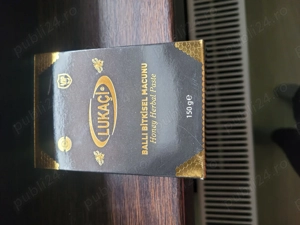 LUKAÇI
BALLI BİTKİSEL MACUNU
Honey Herbal Paste
150 g e